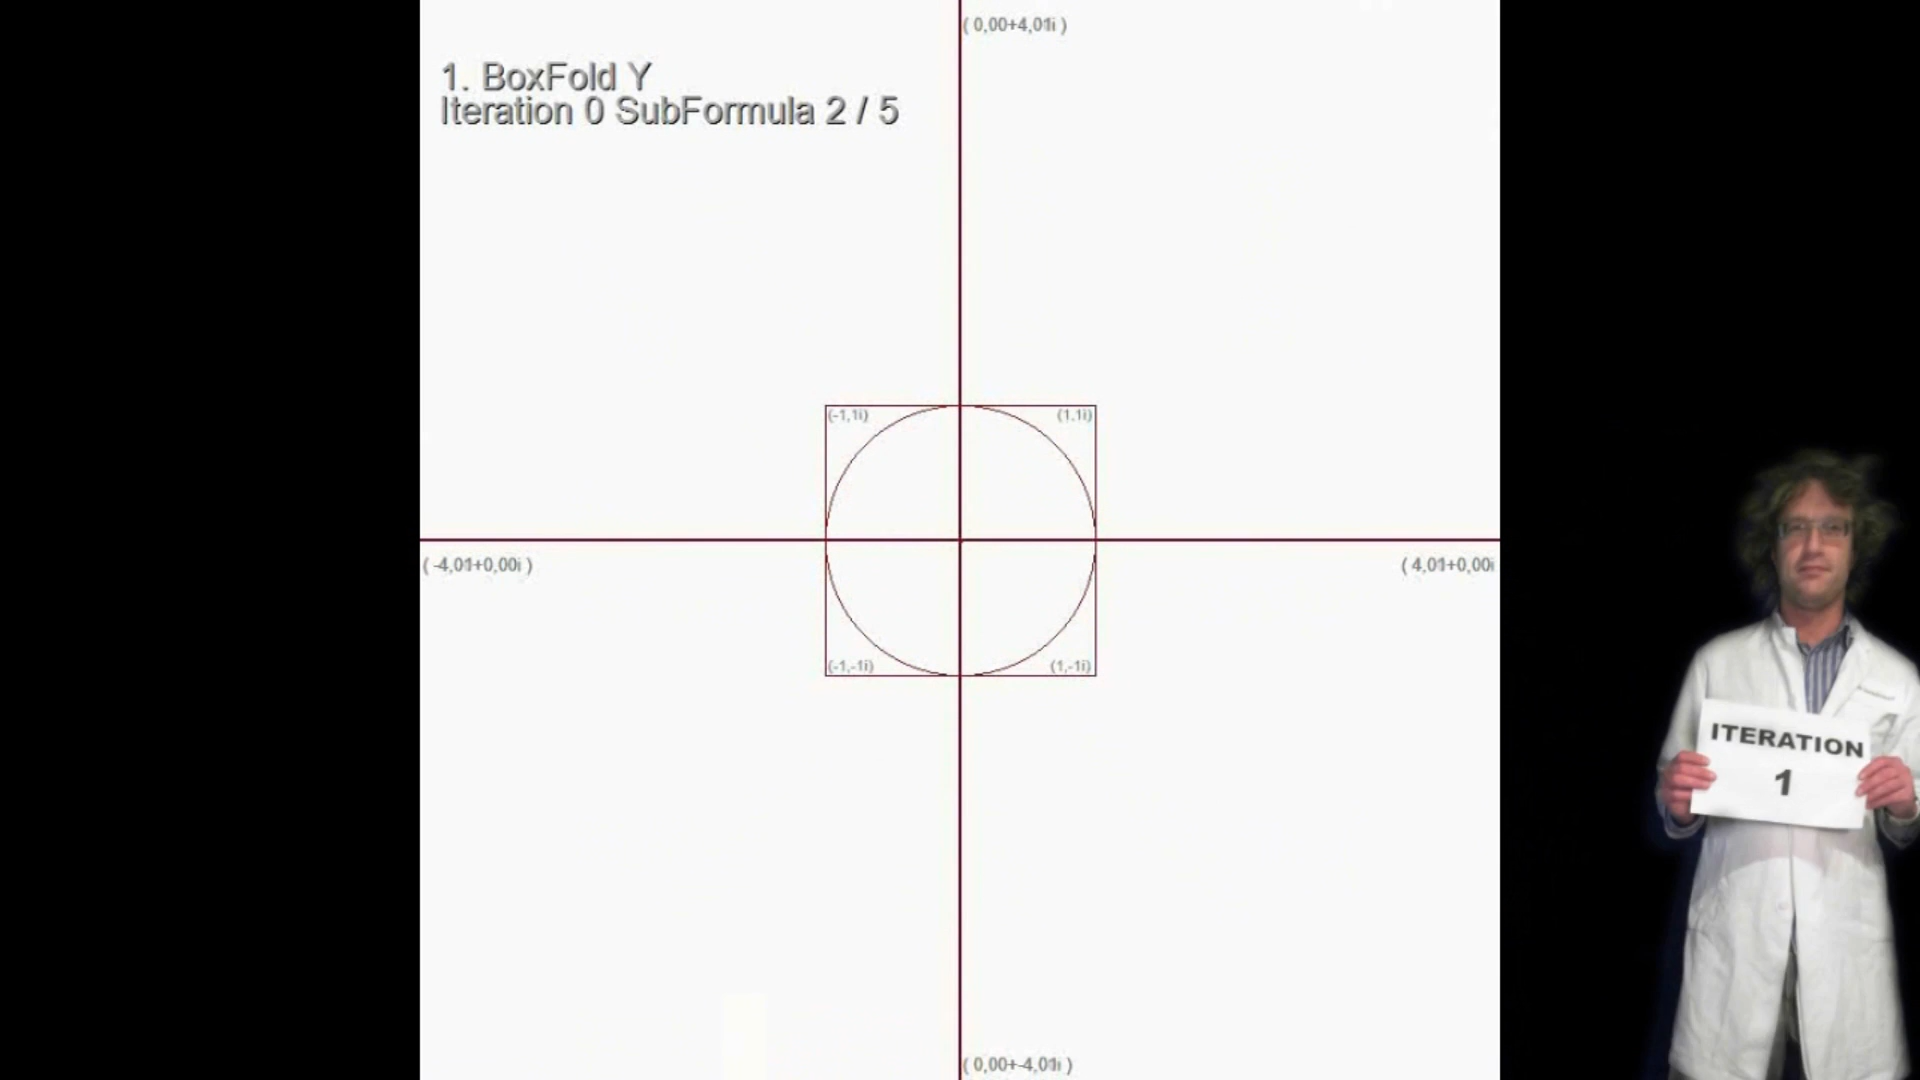 ( 0,00+4,01i )
1. BoxFold Y
Iteration 0 SubFormula 2 / 5
(-1,1i) (1,1i)
( -4,01+0,00i ) ( 4,01+0,00i
(-1,-1i) (1,-1i)
ITERATION
1
( 0,00+-4,01i )